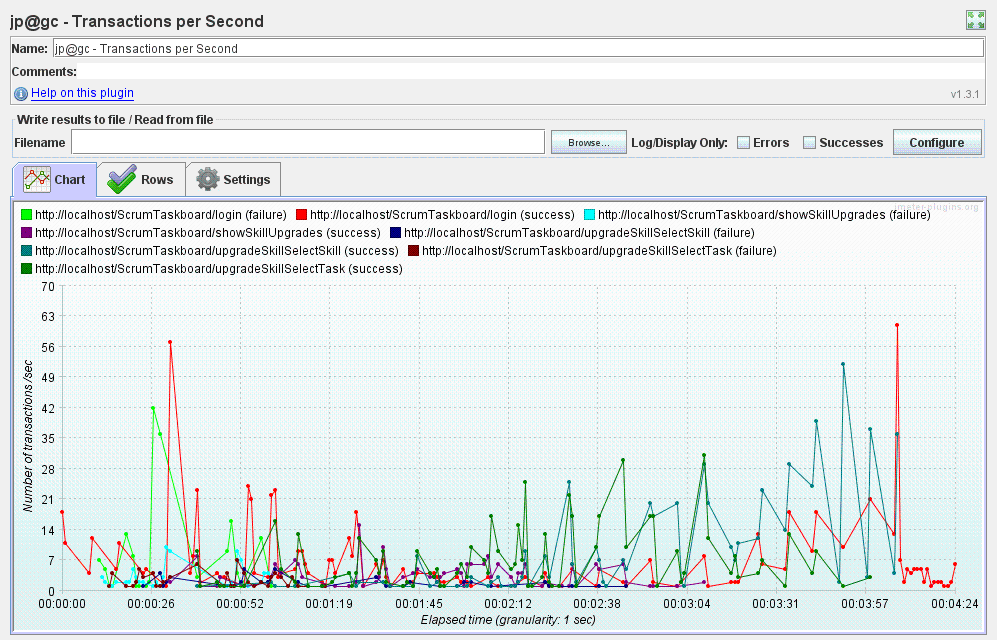 jp@gc - Transactions per Second
Name: jp@gc - Transactions per Second
Comments:
Help on this plugin v1.3.1
Write results to file / Read from file
Filename Browse... Log/Display Only: Errors Successes Configure
Chart Rows Settings
jmeter-plugins.org
http://localhost/ScrumTaskboard/login (failure) http://localhost/ScrumTaskboard/login (success) http://localhost/ScrumTaskboard/showSkillUpgrades (failure)
http://localhost/ScrumTaskboard/showSkillUpgrades (success) http://localhost/ScrumTaskboard/upgradeSkillSelectSkill (failure)
http://localhost/ScrumTaskboard/upgradeSkillSelectSkill (success) http://localhost/ScrumTaskboard/upgradeSkillSelectTask (failure)
http://localhost/ScrumTaskboard/upgradeSkillSelectTask (success)
70
63
56
49
42
35
28
21
14
7
0
Number of transactions /sec
00:00:00 00:00:26 00:00:52 00:01:19 00:01:45 00:02:12 00:02:38 00:03:04 00:03:31 00:03:57 00:04:24
Elapsed time (granularity: 1 sec)